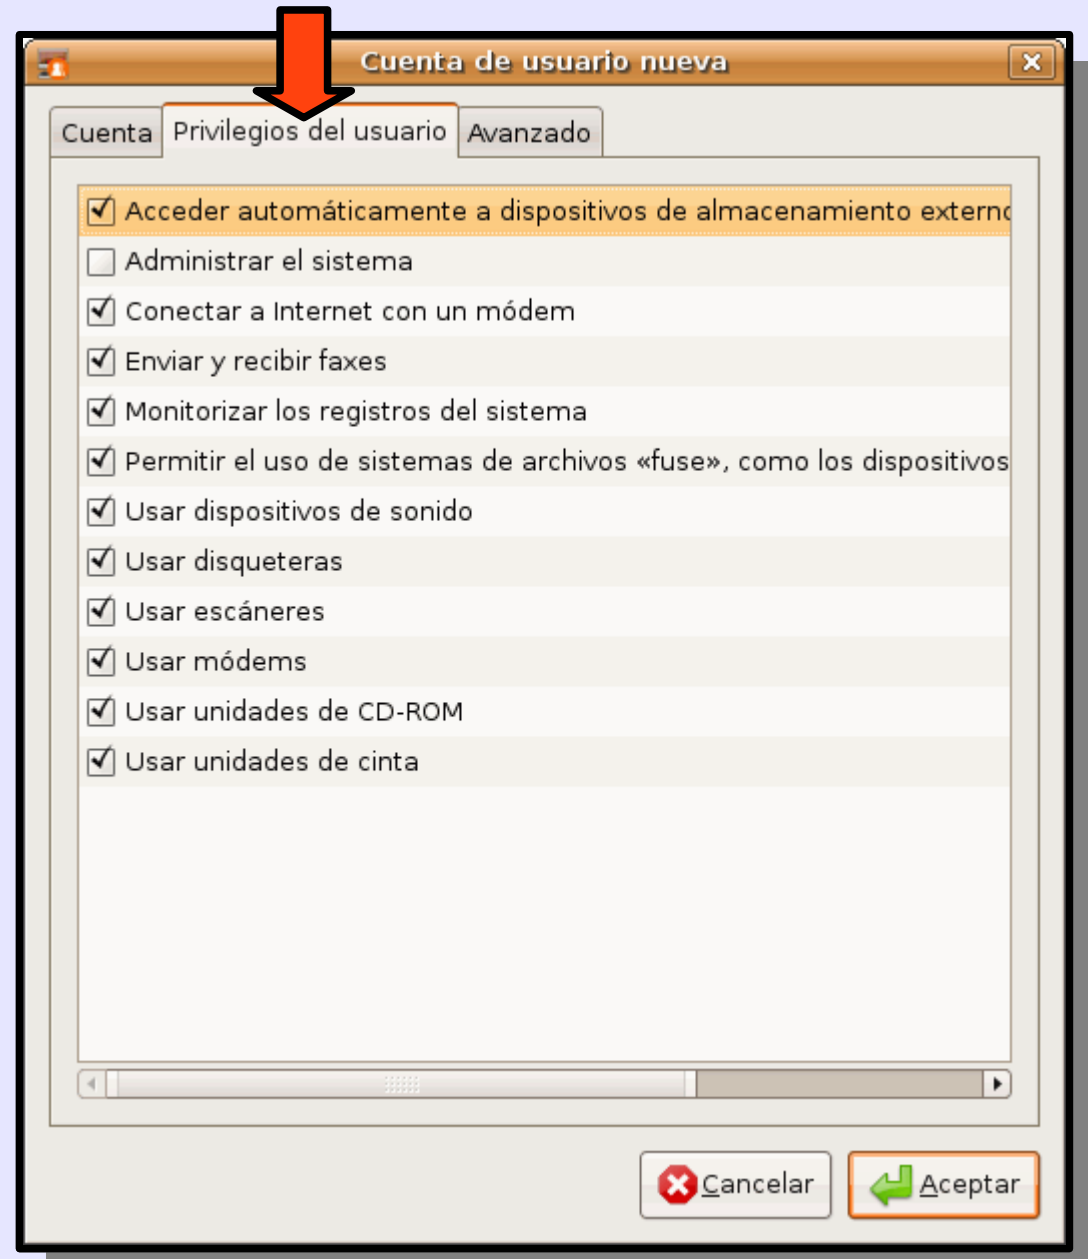 Cuenta de usuario nueva
Cuenta Privilegios del usuario Avanzado
Acceder automáticamente a dispositivos de almacenamiento externo
Administrar el sistema
Conectar a Internet con un módem
Enviar y recibir faxes
Monitorizar los registros del sistema
Permitir el uso de sistemas de archivos «fuse», como los dispositivos
Usar dispositivos de sonido
Usar disqueteras
Usar escáneres
Usar módems
Usar unidades de CD-ROM
Usar unidades de cinta
Cancelar Aceptar